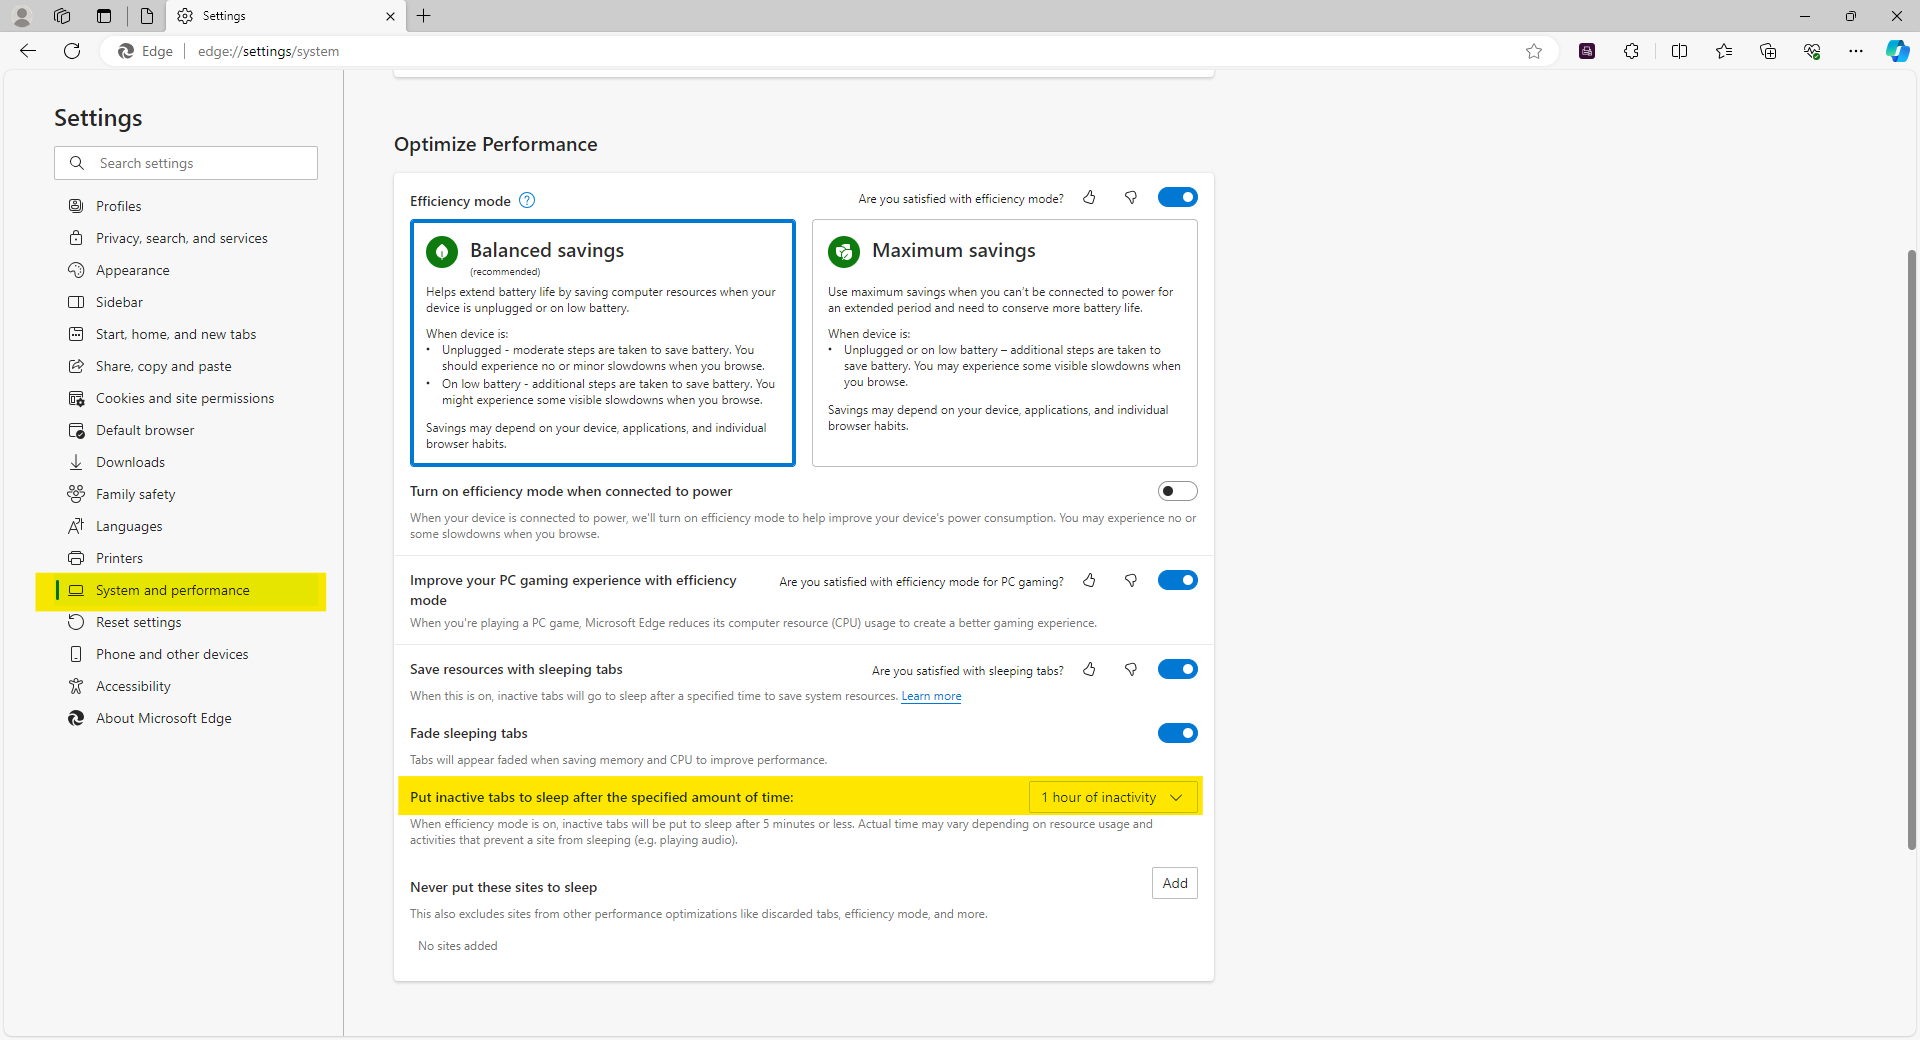 Settings
Edge
edge://settings/system
Settings
Search settings
Profiles
Privacy, search, and services
Appearance
Sidebar
Start, home, and new tabs
Share, copy and paste
Cookies and site permissions
Default browser
Downloads
Family safety
Languages
Printers
System and performance
Reset settings
Phone and other devices
Accessibility
About Microsoft Edge
Optimize Performance
Efficiency mode
Are you satisfied with efficiency mode?
Balanced savings
(recommended)
Helps extend battery life by saving computer resources when your
device is unplugged or on low battery.
When device is:
• Unplugged - moderate steps are taken to save battery. You
should experience no or minor slowdowns when you browse.
• On low battery - additional steps are taken to save battery. You
might experience some visible slowdowns when you browse.
Savings may depend on your device, applications, and individual
browser habits.
Maximum savings
Use maximum savings when you can't be connected to power for
an extended period and need to conserve more battery life.
When device is:
• Unplugged or on low battery – additional steps are taken to
save battery. You may experience some visible slowdowns when
you browse.
Savings may depend on your device, applications, and individual
browser habits.
Turn on efficiency mode when connected to power
When your device is connected to power, we'll turn on efficiency mode to help improve your device's power consumption. You may experience no or
some slowdowns when you browse.
Improve your PC gaming experience with efficiency
mode
Are you satisfied with efficiency mode for PC gaming?
When you're playing a PC game, Microsoft Edge reduces its computer resource (CPU) usage to create a better gaming experience.
Save resources with sleeping tabs
Are you satisfied with sleeping tabs?
When this is on, inactive tabs will go to sleep after a specified time to save system resources. Learn more
Fade sleeping tabs
Tabs will appear faded when saving memory and CPU to improve performance.
Put inactive tabs to sleep after the specified amount of time:
1 hour of inactivity
When efficiency mode is on, inactive tabs will be put to sleep after 5 minutes or less. Actual time may vary depending on resource usage and
activities that prevent a site from sleeping (e.g. playing audio).
Never put these sites to sleep
Add
This also excludes sites from other performance optimizations like discarded tabs, efficiency mode, and more.
No sites added